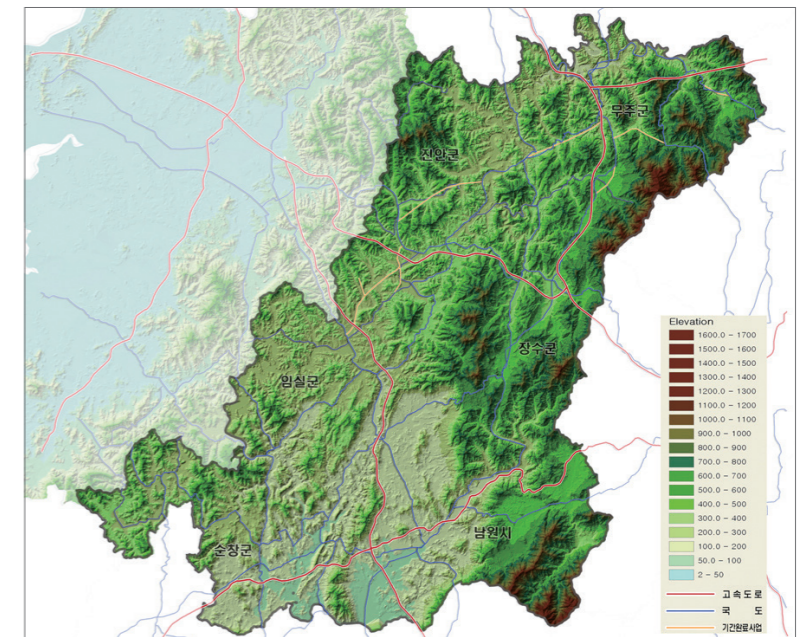 무주군
진안군
장수군
임실군
남원시
순창군
Elevation
1600.0 - 1700
1500.0 - 1600
1400.0 - 1500
1300.0 - 1400
1200.0 - 1300
1100.0 - 1200
1000.0 - 1100
900.0 - 1000
800.0 - 900
700.0 - 800
600.0 - 700
500.0 - 600
400.0 - 500
300.0 - 400
200.0 - 300
100.0 - 200
50.0 - 100
2 - 50
고 속 도 로
국 도
기간완료사업